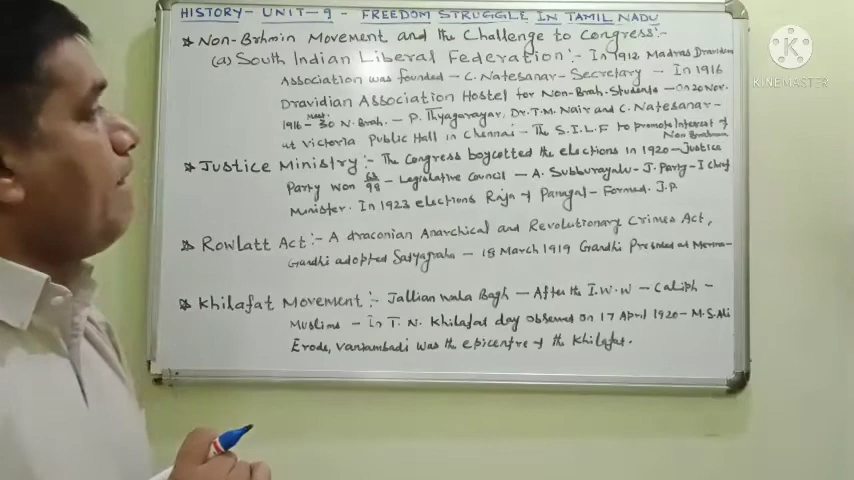 HISTORY- UNIT-9 - FREEDOM STRUGGLE IN TAMIL NADU
Non-Brhmin Movement and the Challenge to Congress:-
(a) South Indian Liberal Federation:- In 1912 Madras Dravidian
Association was founded - C. Natesanar - Secretary - In 1916
Dravidian Association Hostel for Non-Brah. Students - On 20 Nov.
1916 - 30 N. Brah. Meet. - P. Thyagarayar, Dr. T.M. Nair and C. Natesanar -
at Victoria Public Hall in Chennai - The S.I.L.F to promote Interest of Non Brahmin
Justice Ministry:- The Congress boycotted the elections in 1920 - Justice
Party won 63/98 - Legislative Council - A. Subburayalu - J. Party - I Chief
Minister. In 1923 elections Raja of Panagal - Formed. J.P
Rowlatt Act:- A draconian Anarchical and Revolutionary Crimes Act,
Gandhi adopted Satyagraha - 18 March 1919 Gandhi at Merina-
Khilafat Movement:- Jallian wala Bagh - After the I.W.W - Caliph -
Muslims - In T.N. Khilafat day observed on 17 April 1920 - M.S. Ali
Erode, Vaniambadi was the epicentre of the Khilafat.
KINEMASTER